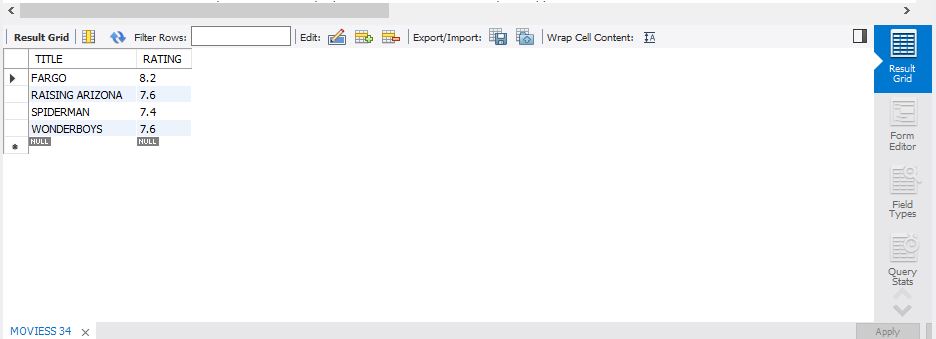 Result Grid Filter Rows: Edit: Export/Import: Wrap Cell Content: IA
TITLE RATING
FARGO 8.2
RAISING ARIZONA 7.6
SPIDERMAN 7.4
WONDERBOYS 7.6
NULL NULL
Result
Grid
Form
Editor
Field
Types
Query
Stats
MOVIESS 34
Apply